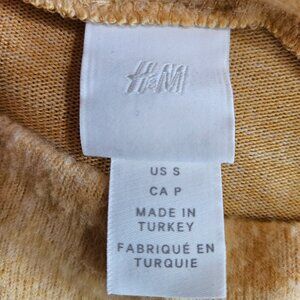 H&M
US S
CA P
MADE IN
TURKEY
FABRIQUÉ EN
TURQUIE